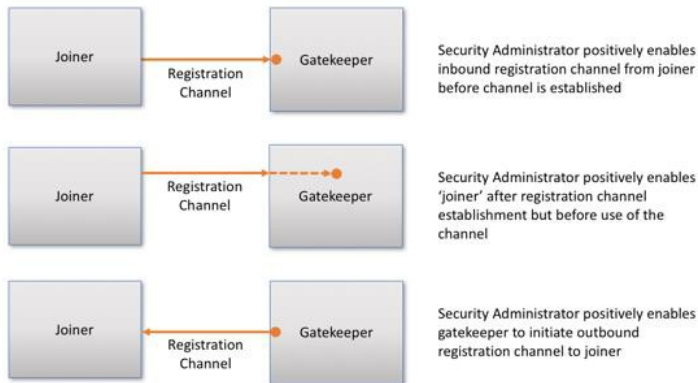 Joiner
Registration
Channel
Gatekeeper
Security Administrator positively enables
inbound registration channel from joiner
before channel is established
Joiner
Registration
Channel
Gatekeeper
Security Administrator positively enables
‘joiner’ after registration channel
establishment but before use of the
channel
Joiner
Registration
Channel
Gatekeeper
Security Administrator positively enables
gatekeeper to initiate outbound
registration channel to joiner